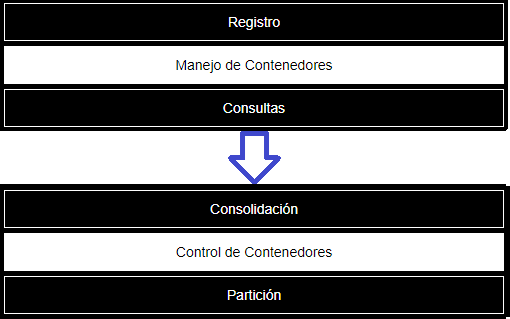 Registro
Manejo de Contenedores
Consultas
Consolidación
Control de Contenedores
Partición